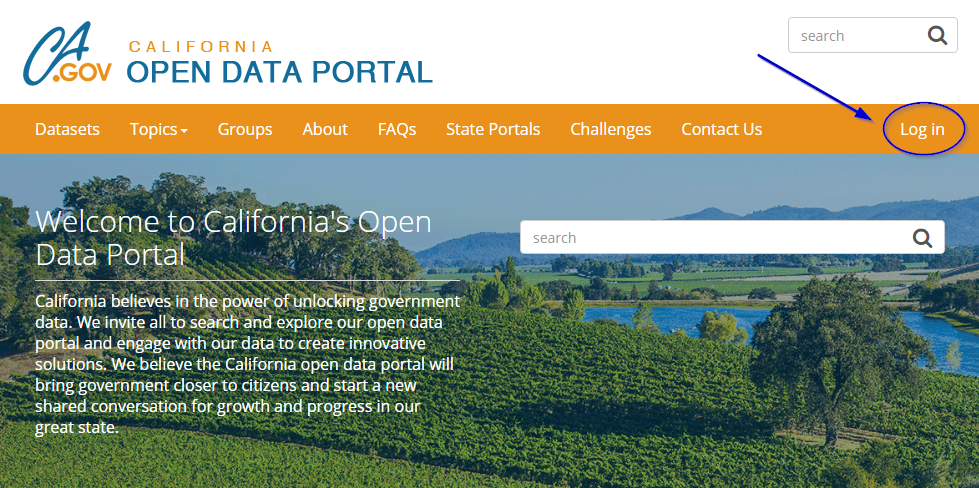 CA.GOV
CALIFORNIA
OPEN DATA PORTAL
search
Datasets Topics Groups About FAQs State Portals Challenges Contact Us Log in
Welcome to California's Open
Data Portal
search
California believes in the power of unlocking government
data. We invite all to search and explore our open data
portal and engage with our data to create innovative
solutions. We believe the California open data portal will
bring government closer to citizens and start a new
shared conversation for growth and progress in our
great state.